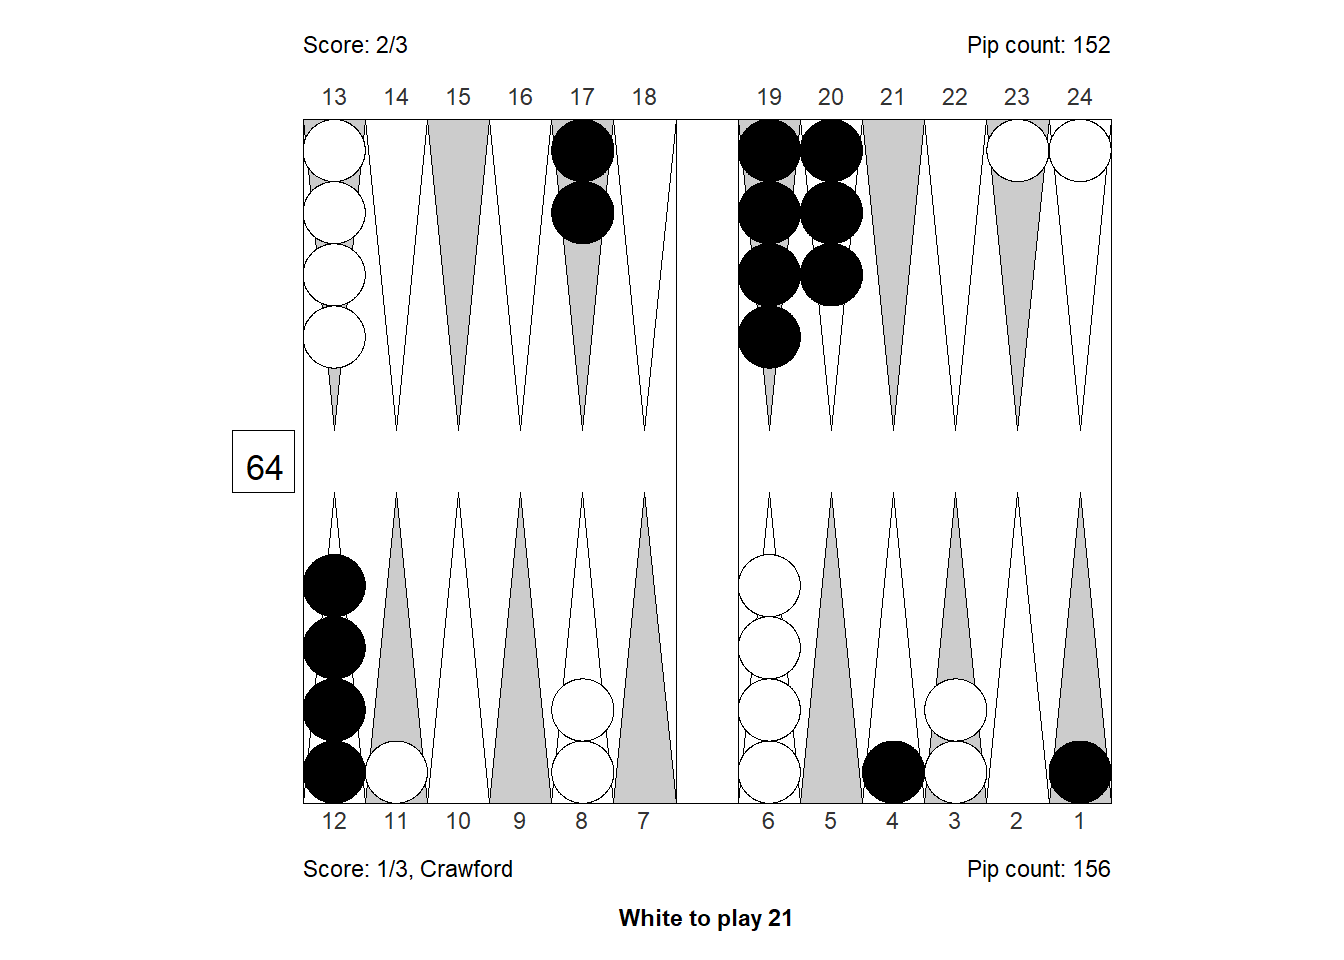 Score: 2/3 Pip count: 152
13 14 15 16 17 18 19 20 21 22 23 24
64
12 11 10 9 8 7 6 5 4 3 2 1
Score: 1/3, Crawford Pip count: 156
White to play 21